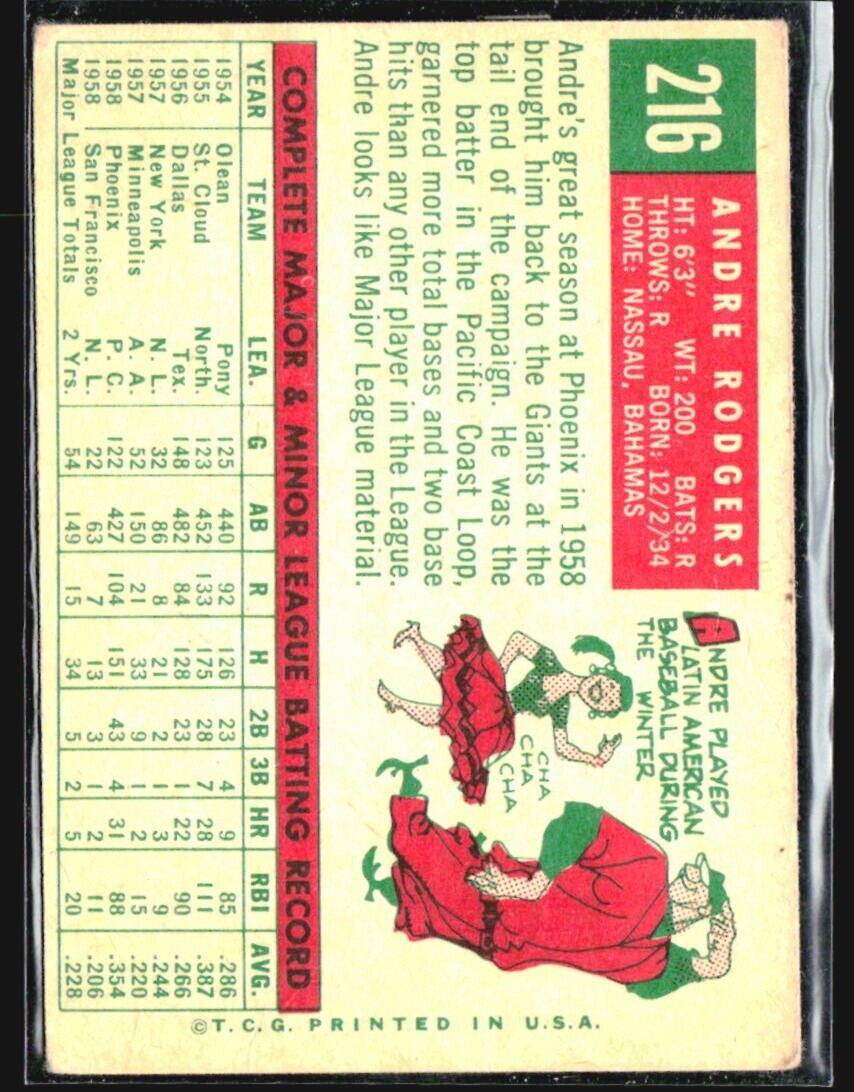 216
ANDRE RODGERS
HT: 6'3" WT: 200 BATS: R
THROWS: R BORN: 12/2/34
HOME: NASSAU, BAHAMAS
Andre's great season at Phoenix in 1958
brought him back to the Giants at the
tail end of the campaign. He was the
top batter in the Pacific Coast Loop,
garnered more total bases and two base
hits than any other player in the League.
Andre looks like Major League material.
ANDRE PLAYED
LATIN AMERICAN
BASEBALL DURING
THE WINTER
CHA
CHA
CHA
COMPLETE MAJOR & MINOR LEAGUE BATTING RECORD
YEAR TEAM LEA. G AB R H 2B 3B HR RBI AVG.
1954 Olean Pony 125 440 92 126 23 4 9 85 .286
1955 St. Cloud North. 123 452 133 175 28 7 28 111 .387
1956 Dallas Tex. 148 482 84 128 23 1 22 90 .266
1957 New York N. L. 32 86 8 21 2 1 3 9 .244
1957 Minneapolis A. A. 52 150 21 33 9 1 2 15 .220
1958 Phoenix P. C. 122 427 104 151 43 4 31 88 .354
1958 San Francisco N. L. 22 63 7 13 3 1 2 11 .206
Major League Totals 2 Yrs. 54 149 15 34 5 2 5 20 .228
©T.C.G. PRINTED IN U.S.A.